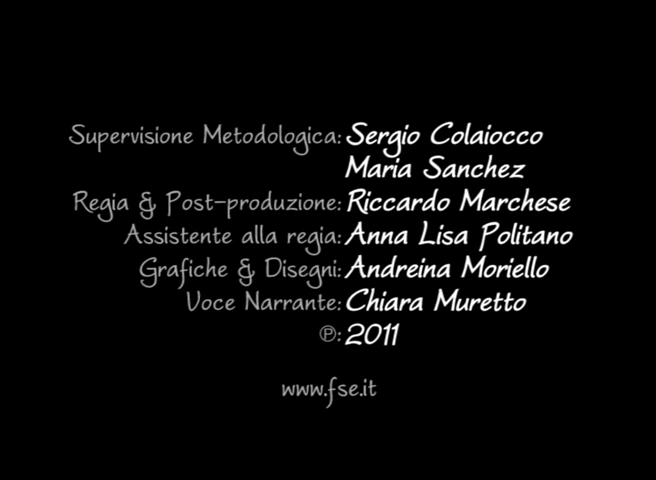 Supervisione Metodologica: Sergio Colaiocco
Maria Sanchez
Regia & Post-produzione: Riccardo Marchese
Assistente alla regia: Anna Lisa Politano
Grafiche & Disegni: Andreina Moriello
Voce Narrante: Chiara Muretto
℗: 2011
www.fse.it